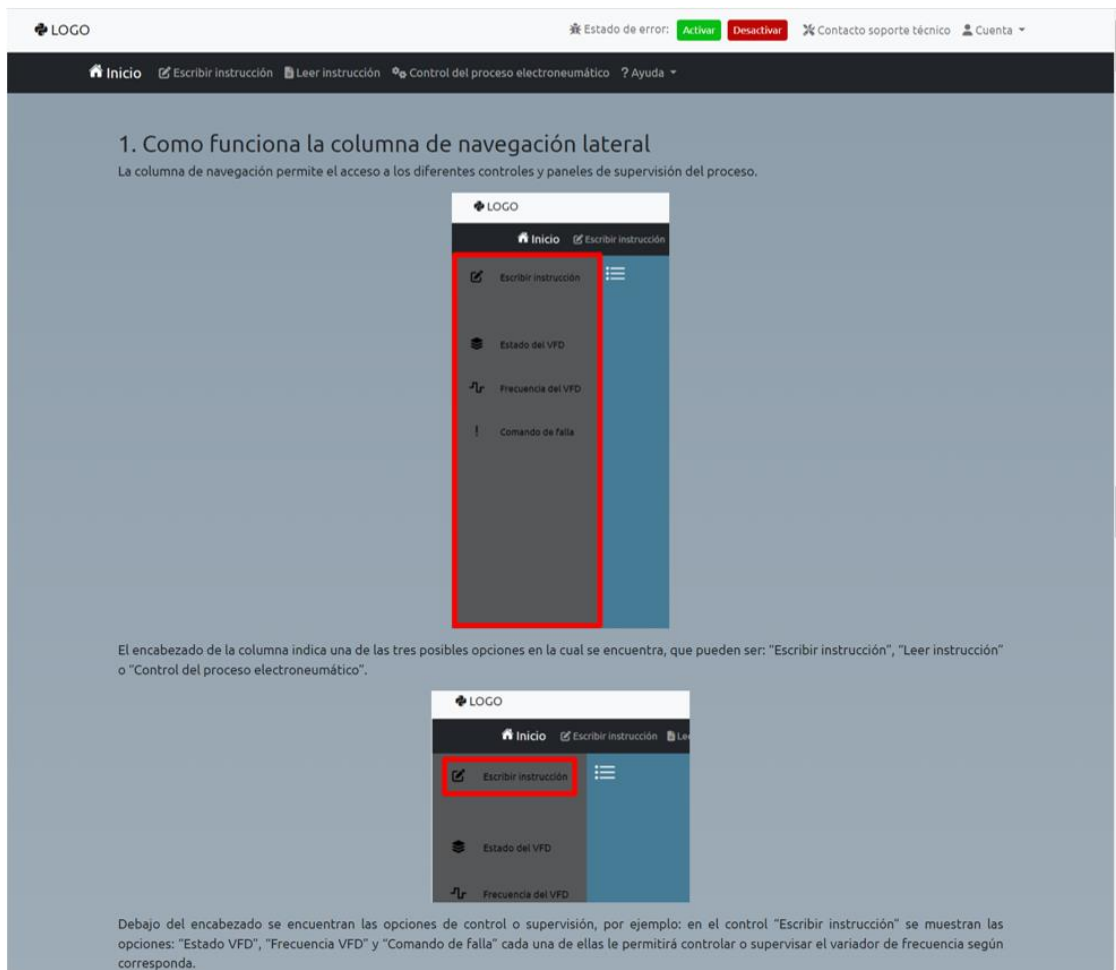 LOGO
Estado de error: Activar Desactivar Contacto soporte técnico Cuenta
Inicio Escribir instrucción Leer instrucción Control del proceso electroneumático ? Ayuda
1. Como funciona la columna de navegación lateral
La columna de navegación permite el acceso a los diferentes controles y paneles de supervisión del proceso.
LOGO
Inicio Escribir instrucción
Escribir instrucción
Estado del VFD
Frecuencia del VFD
! Comando de falla
El encabezado de la columna indica una de las tres posibles opciones en la cual se encuentra, que pueden ser: "Escribir instrucción", "Leer instrucción"
o "Control del proceso electroneumático".
LOGO
Inicio Escribir instrucción Le
Escribir instrucción
Estado del VFD
Frecuencia del VFD
Debajo del encabezado se encuentran las opciones de control o supervisión, por ejemplo: en el control "Escribir instrucción" se muestran las
opciones: "Estado VFD", "Frecuencia VFD" y "Comando de falla" cada una de ellas le permitirá controlar o supervisar el variador de frecuencia según
corresponda.